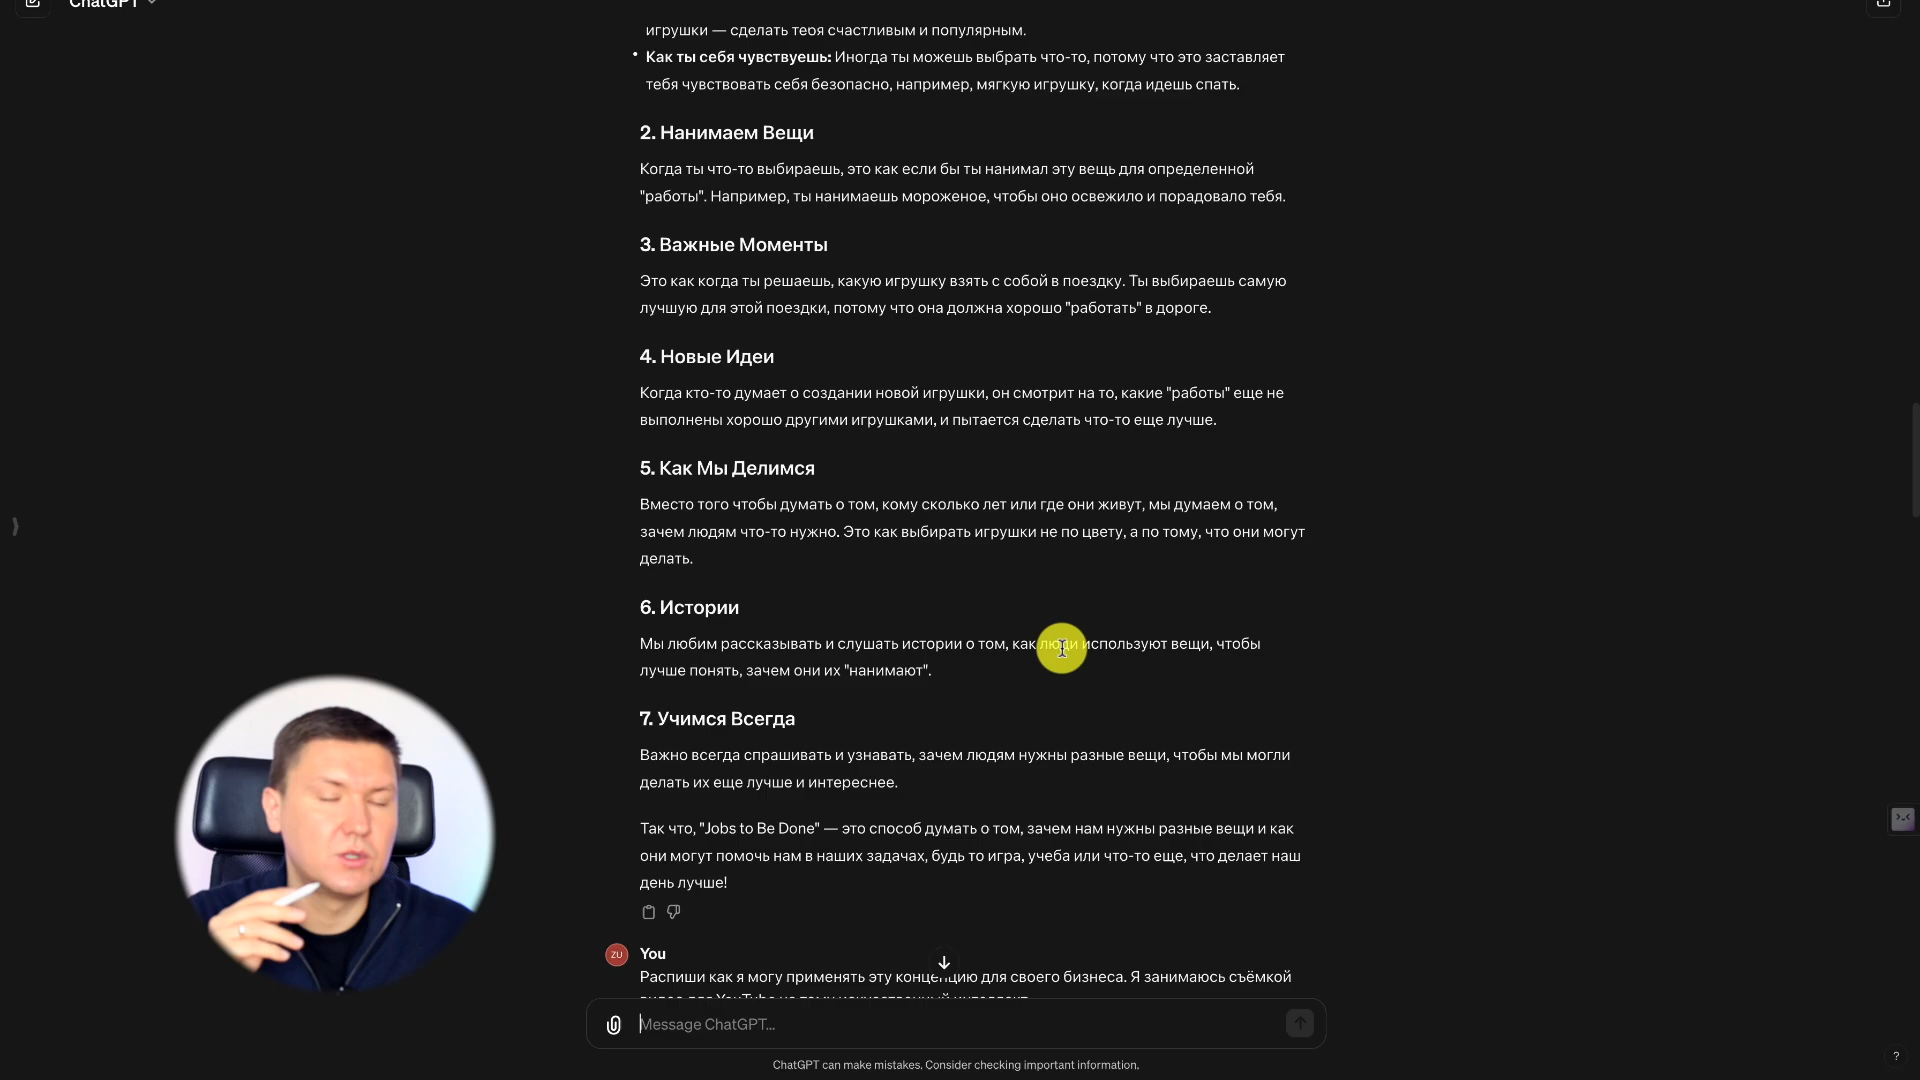 ChatGPT
игрушки — сделать тебя счастливым и популярным.
• Как ты себя чувствуешь: Иногда ты можешь выбрать что-то, потому что это заставляет
тебя чувствовать себя безопасно, например, мягкую игрушку, когда идешь спать.
2. Нанимаем Вещи
Когда ты что-то выбираешь, это как если бы ты нанимал эту вещь для определенной
"работы". Например, ты нанимаешь мороженое, чтобы оно освежило и порадовало тебя.
3. Важные Моменты
Это как когда ты решаешь, какую игрушку взять с собой в поездку. Ты выбираешь самую
лучшую для этой поездки, потому что она должна хорошо "работать" в дороге.
4. Новые Идеи
Когда кто-то думает о создании новой игрушки, он смотрит на то, какие "работы" еще не
выполнены хорошо другими игрушками, и пытается сделать что-то еще лучше.
5. Как Мы Делимся
Вместо того чтобы думать о том, кому сколько лет или где они живут, мы думаем о том,
зачем людям что-то нужно. Это как выбирать игрушки не по цвету, а по тому, что они могут
делать.
6. Истории
Мы любим рассказывать и слушать истории о том, как люди используют вещи, чтобы
лучше понять, зачем они их "нанимают".
7. Учимся Всегда
Важно всегда спрашивать и узнавать, зачем людям нужны разные вещи, чтобы мы могли
делать их еще лучше и интереснее.
Так что, "Jobs to Be Done" — это способ думать о том, зачем нам нужны разные вещи и как
они могут помочь нам в наших задачах, будь то игра, учеба или что-то еще, что делает наш
день лучше!
ZU You
Распиши как я могу применять эту концепцию для своего бизнеса. Я занимаюсь съёмкой
видео для YouTube на тему искусственный интеллект.
Message ChatGPT...
ChatGPT can make mistakes. Consider checking important information.
?